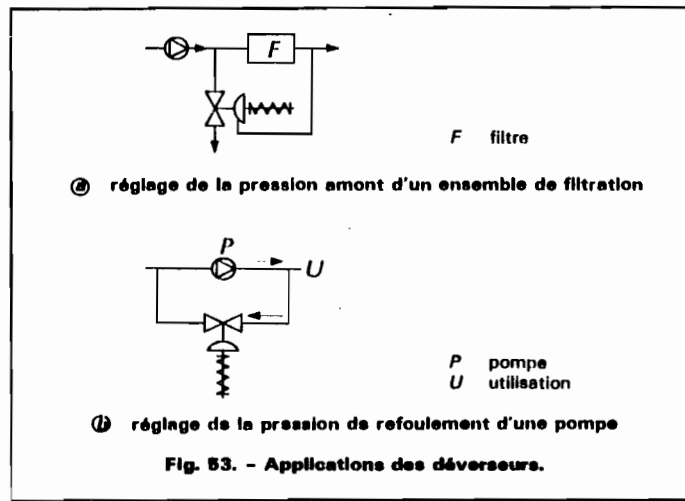 F
F filtre
ⓐ réglage de la pression amont d'un ensemble de filtration
P
U
P pompe
U utilisation
ⓑ réglage de la pression de refoulement d'une pompe
Fig. 53. - Applications des déverseurs.